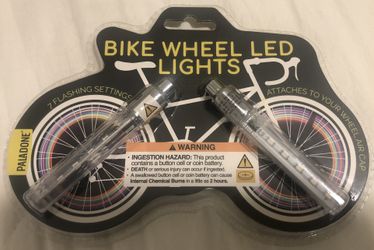 BIKE WHEEL LED
LIGHTS
7 FLASHING SETTINGS
ATTACHES TO YOUR WHEEL AIR CAP
PALADONE
WARNING
• INGESTION HAZARD: This product
contains a button cell or coin battery.
• DEATH or serious injury can occur if ingested.
• A swallowed button cell or coin battery can cause
Internal Chemical Burns in as little as 2 hours.